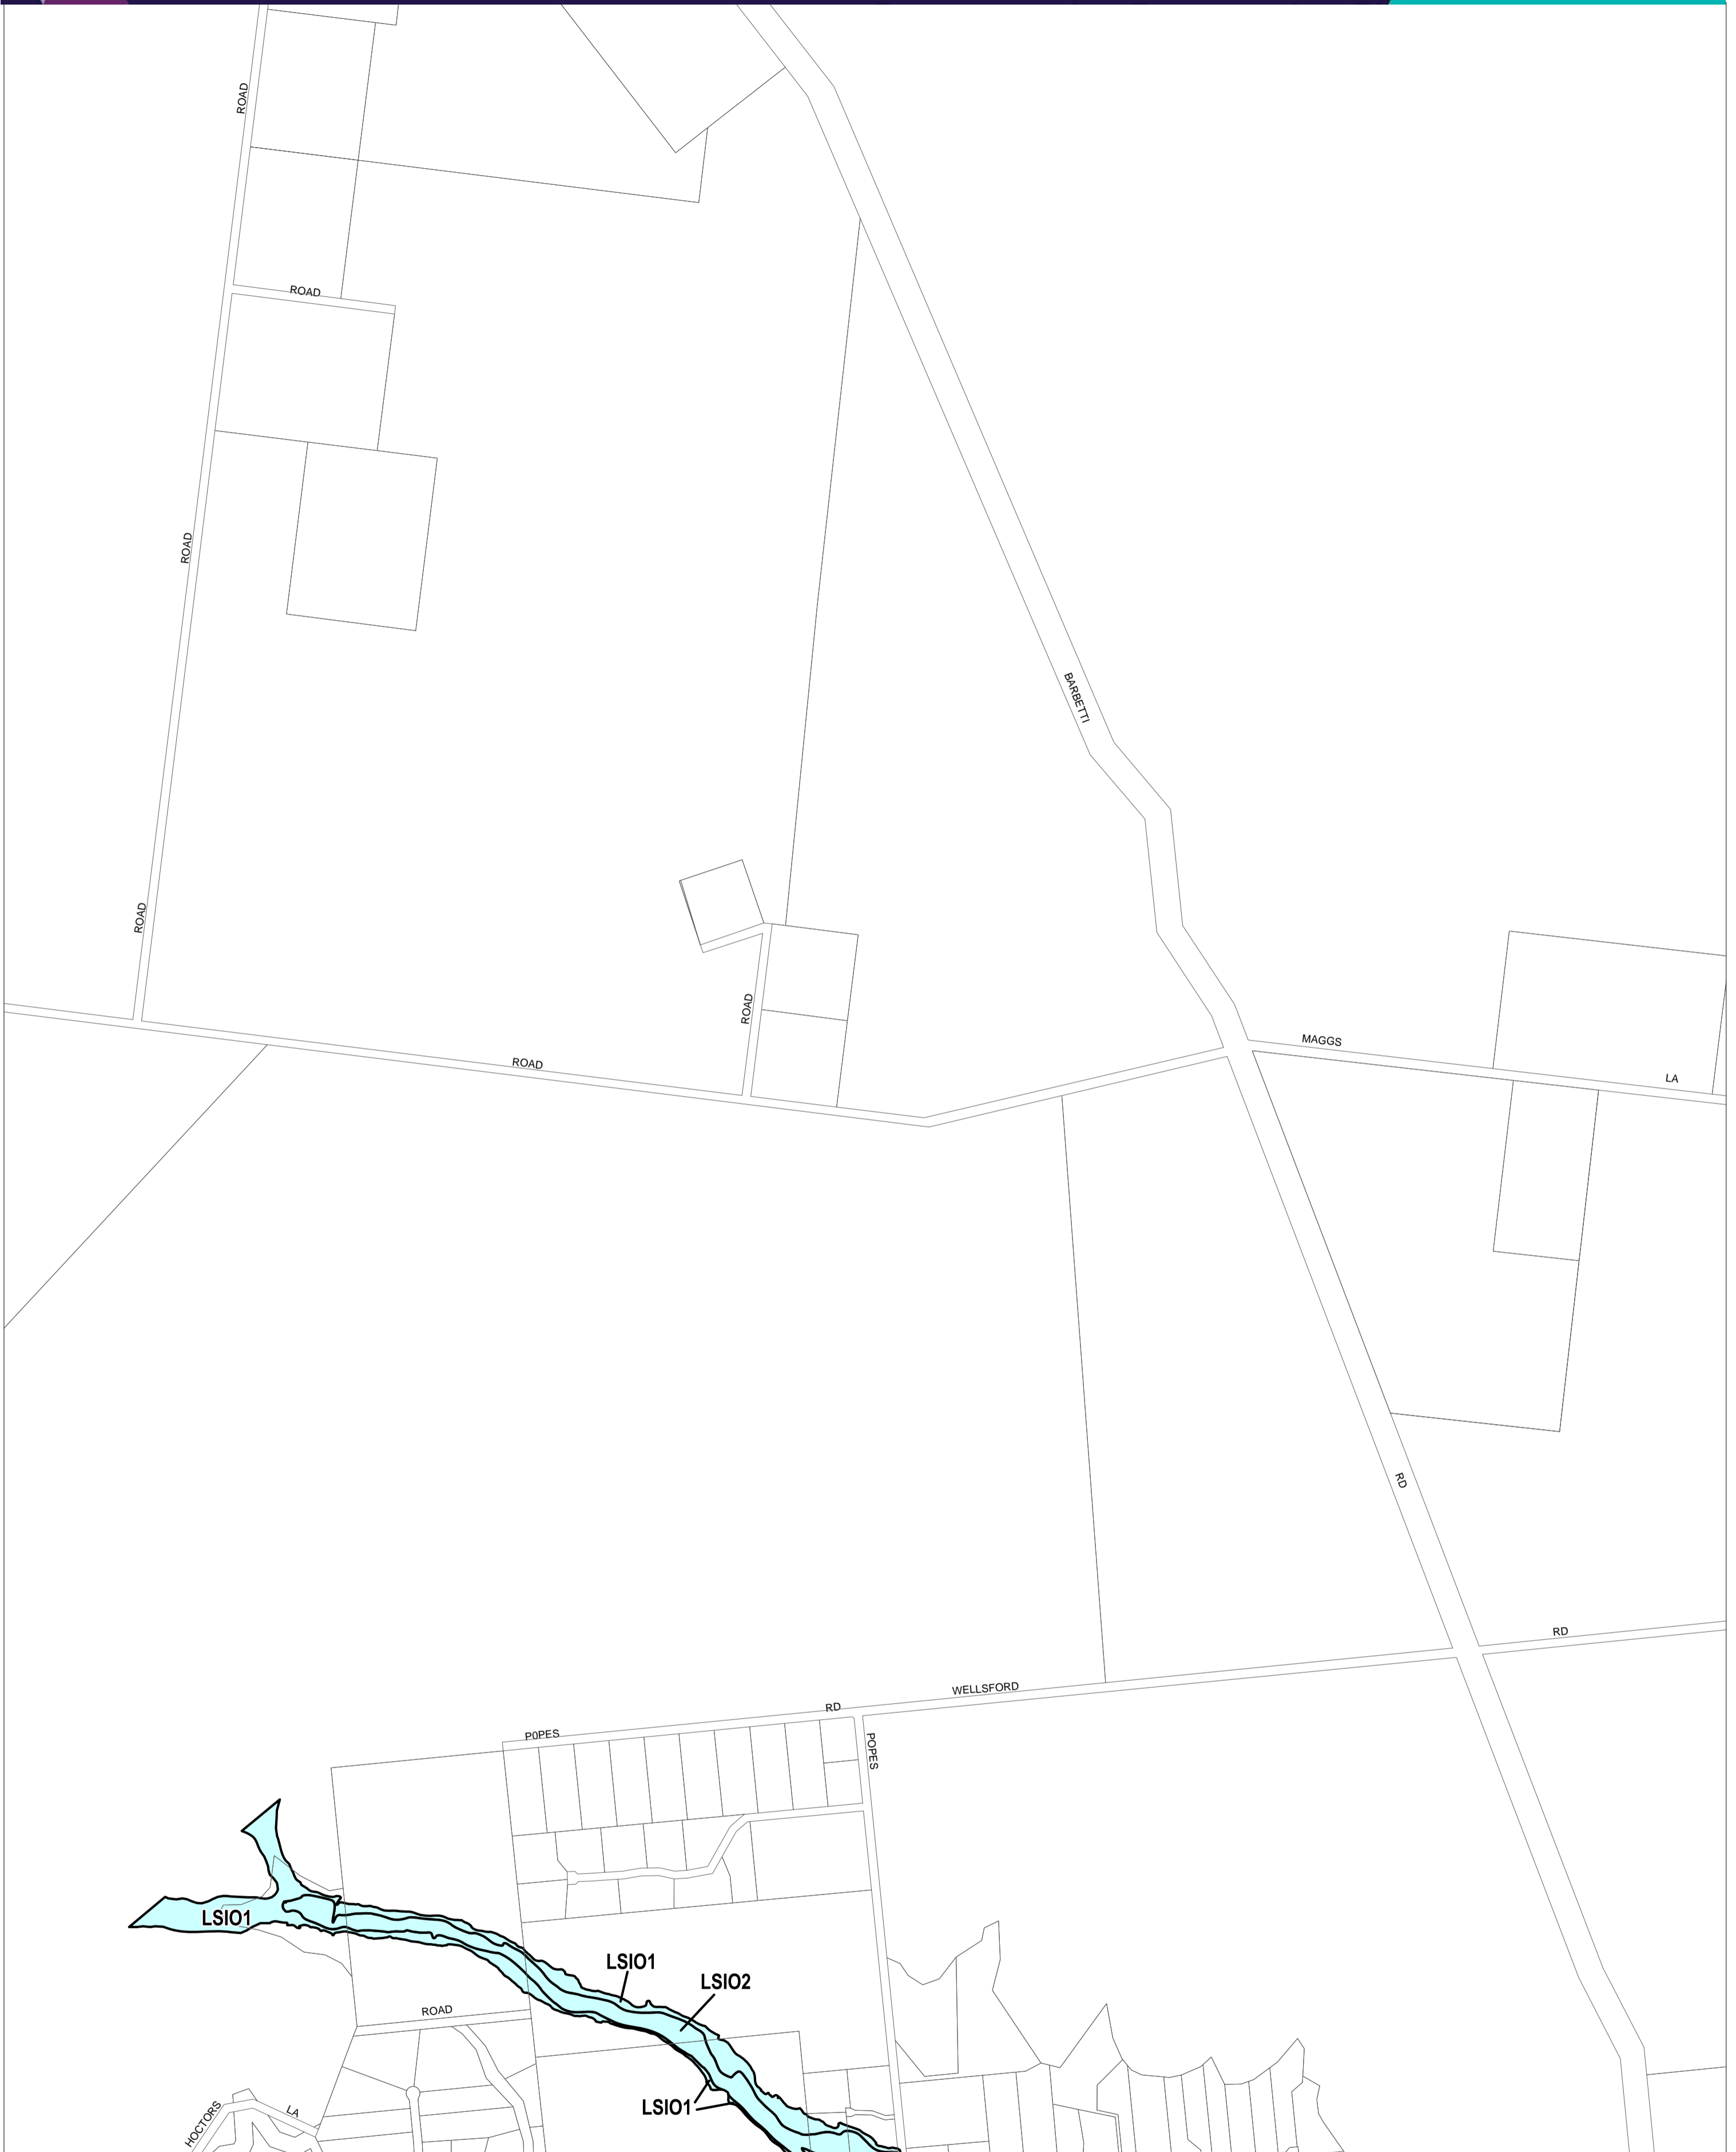 ROAD
ROAD
ROAD
BARBETTI
ROAD
ROAD
MAGGS
ROAD
LA
RD
RD
WELLSFORD
RD
P0PES
POPES
LSIO1
LSIO1
LSIO2
ROAD
LSIO1
HOCTORS
LA